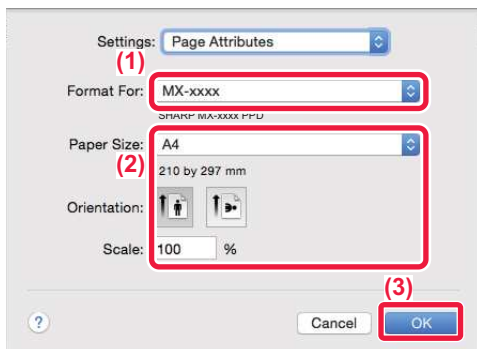 Settings: Page Attributes
(1)
Format For: MX-xxxx
SHARP MX-xxxx PPD
Paper Size: A4
(2)
210 by 297 mm
Orientation:
Scale: 100 %
(3)
? Cancel OK